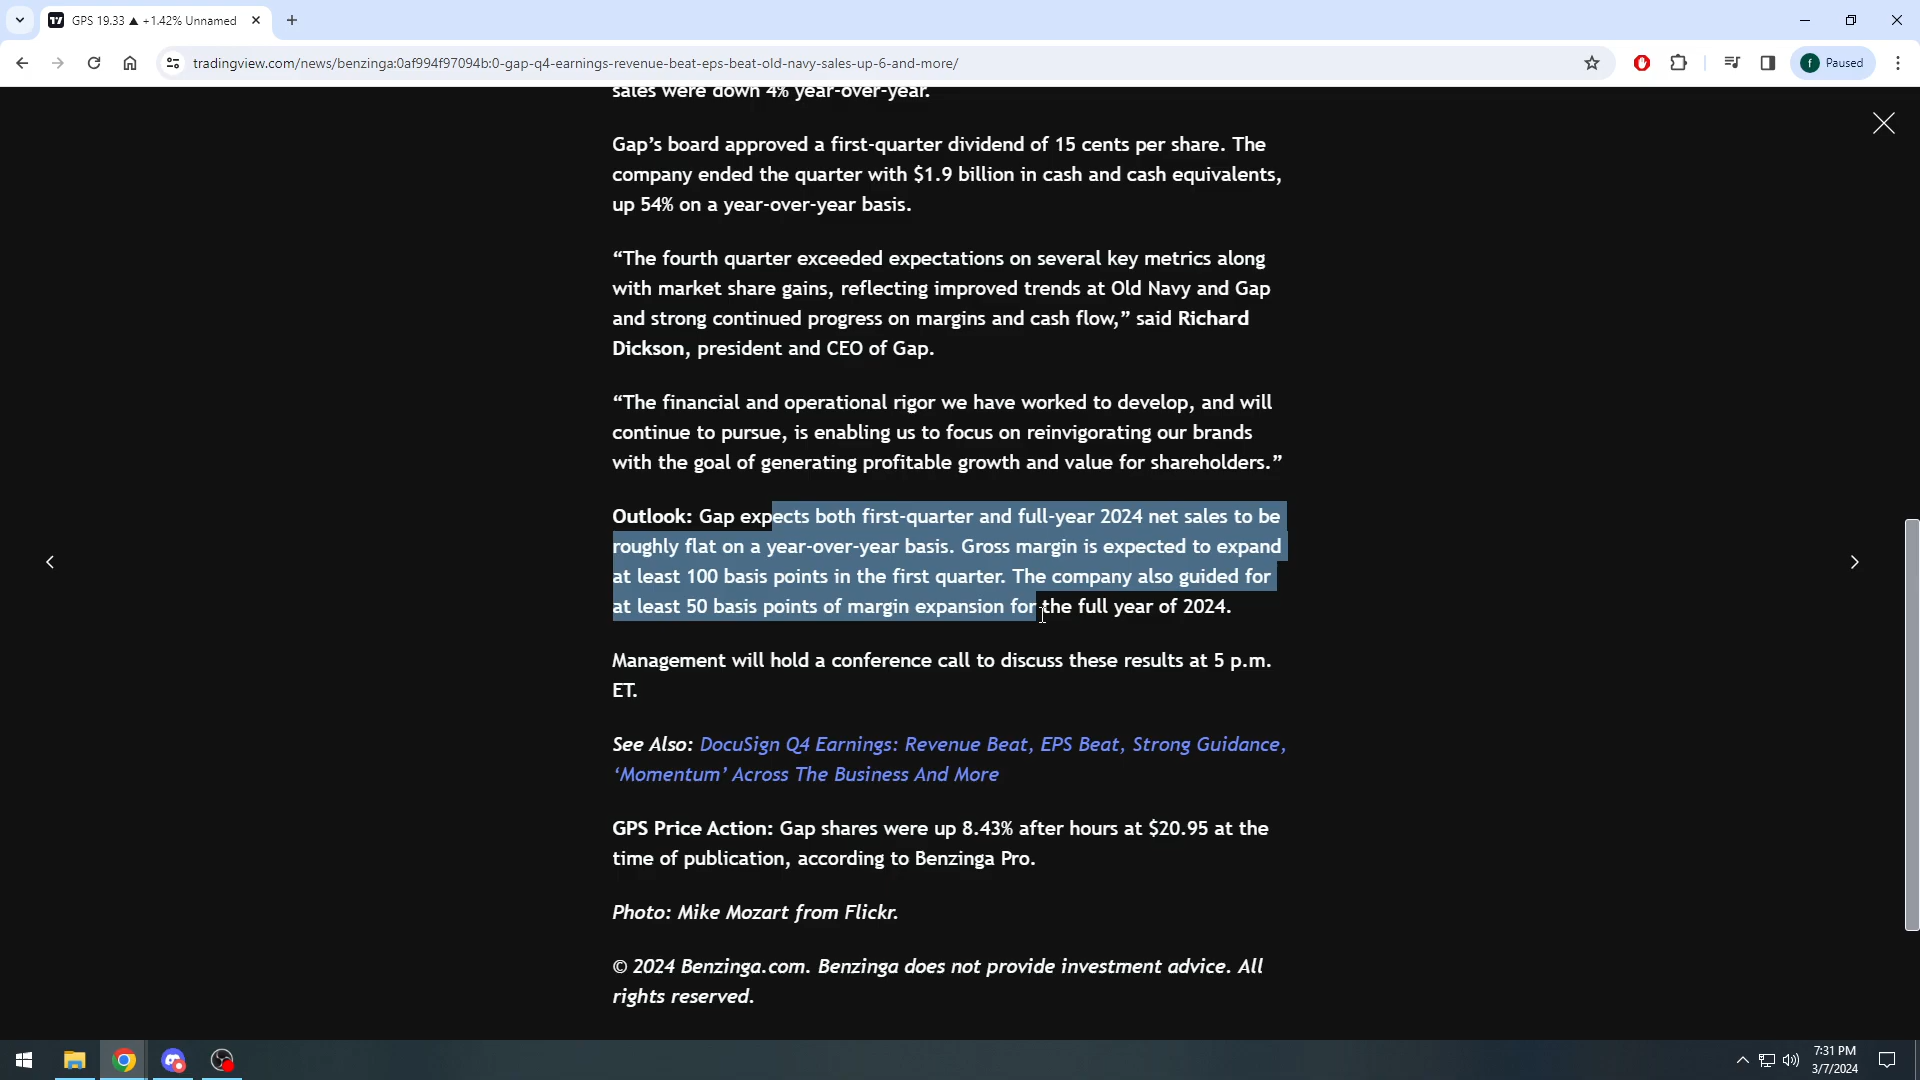 GPS 19.33 ▲ +1.42% Unnamed
tradingview.com/news/benzinga:0af994f97094b:0-gap-q4-earnings-revenue-beat-eps-beat-old-navy-sales-up-6-and-more/
f Paused
sales were down 4% year-over-year.
Gap’s board approved a first-quarter dividend of 15 cents per share. The
company ended the quarter with $1.9 billion in cash and cash equivalents,
up 54% on a year-over-year basis.
“The fourth quarter exceeded expectations on several key metrics along
with market share gains, reflecting improved trends at Old Navy and Gap
and strong continued progress on margins and cash flow,” said Richard
Dickson, president and CEO of Gap.
“The financial and operational rigor we have worked to develop, and will
continue to pursue, is enabling us to focus on reinvigorating our brands
with the goal of generating profitable growth and value for shareholders.”
Outlook: Gap expects both first-quarter and full-year 2024 net sales to be
roughly flat on a year-over-year basis. Gross margin is expected to expand
at least 100 basis points in the first quarter. The company also guided for
at least 50 basis points of margin expansion for the full year of 2024.
Management will hold a conference call to discuss these results at 5 p.m.
ET.
See Also: DocuSign Q4 Earnings: Revenue Beat, EPS Beat, Strong Guidance,
‘Momentum’ Across The Business And More
GPS Price Action: Gap shares were up 8.43% after hours at $20.95 at the
time of publication, according to Benzinga Pro.
Photo: Mike Mozart from Flickr.
© 2024 Benzinga.com. Benzinga does not provide investment advice. All
rights reserved.
7:31 PM
3/7/2024